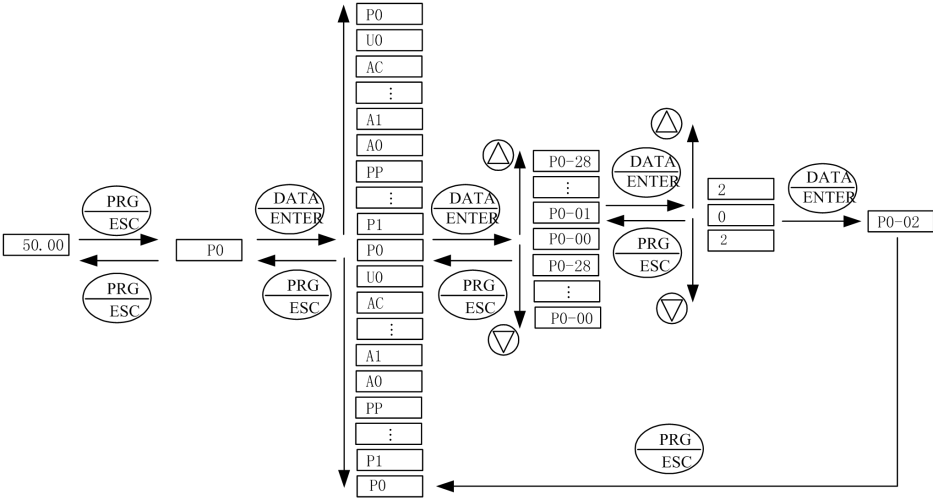 50.00
PRG
ESC
PRG
ESC
P0
DATA
ENTER
PRG
ESC
P0
U0
AC
⋮
A1
A0
PP
⋮
P1
P0
U0
AC
⋮
A1
A0
PP
⋮
P1
P0
DATA
ENTER
PRG
ESC
P0-28
⋮
P0-01
P0-00
P0-28
⋮
P0-00
DATA
ENTER
PRG
ESC
2
0
2
DATA
ENTER
P0-02
PRG
ESC